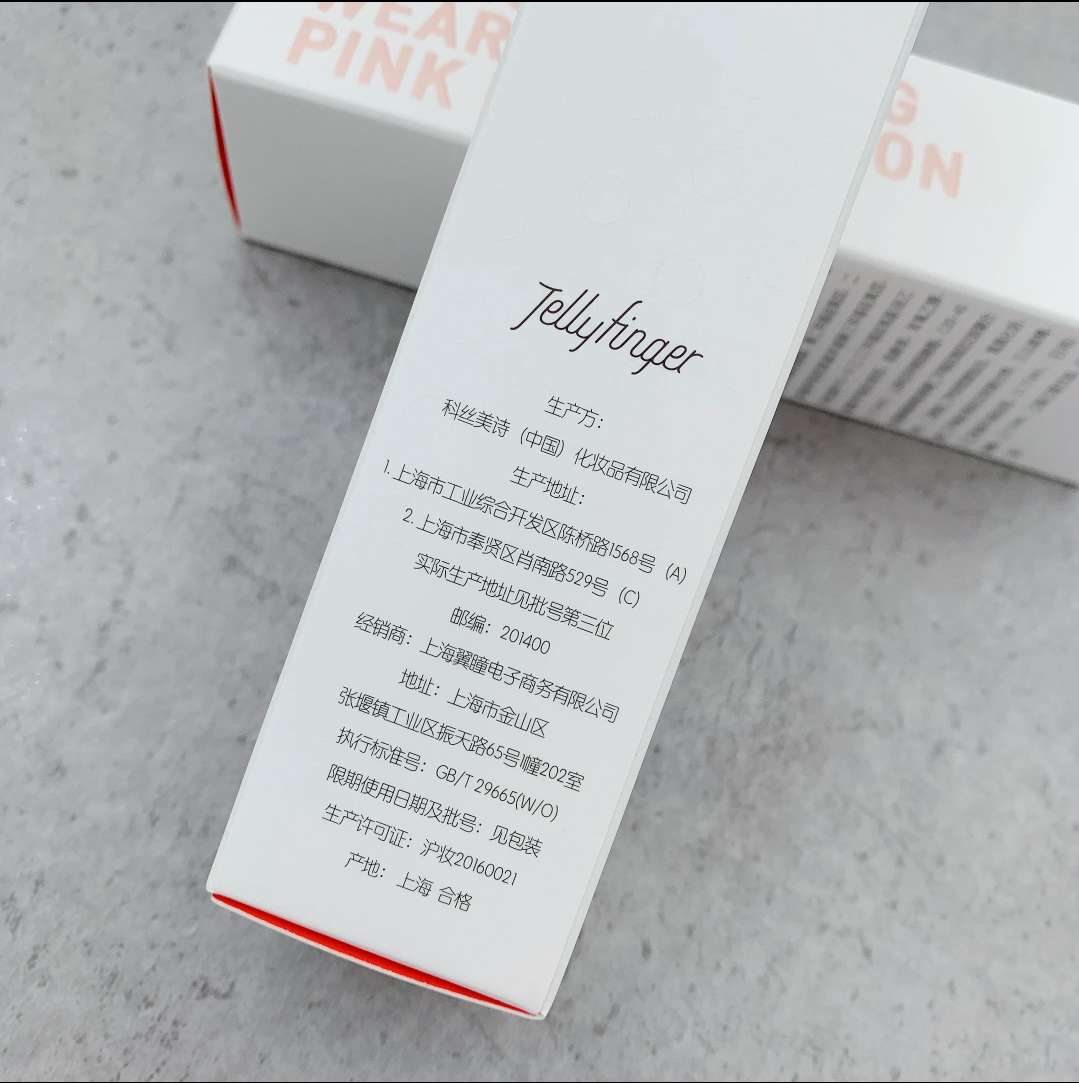 WEAR
PINK
G
ON
Jellyfinger
生产方：
科丝美诗（中国）化妆品有限公司
生产地址：
1.上海市工业综合开发区陈桥路1568号（A）
2.上海市奉贤区肖南路529号（C）
实际生产地址见批号第三位
邮编：201400
经销商：上海翼瞳电子商务有限公司
地址：上海市金山区
张堰镇工业区振天路65号1幢202室
执行标准号：GB/T 29665(W/O)
限期使用日期及批号：见包装
生产许可证：沪妆20160021
产地：上海 合格